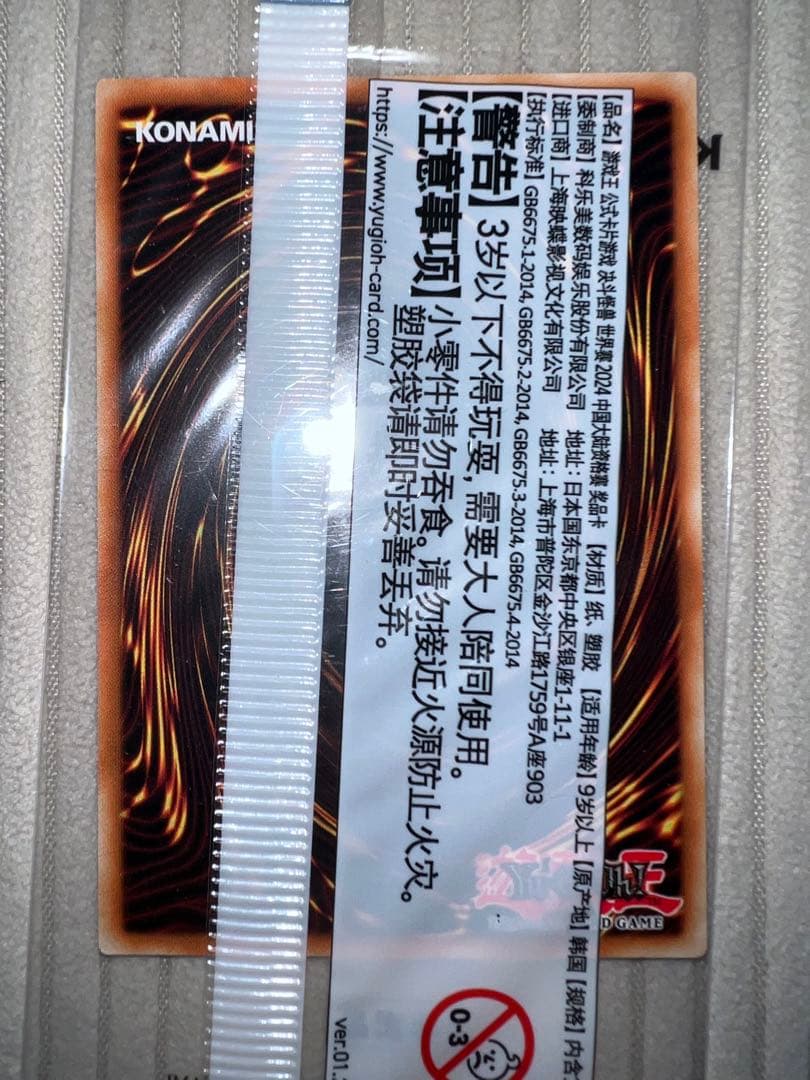 KONAMI
【品名】游戏王 公式卡片游戏 决斗怪兽 世界赛 2024 中国大陆资格赛 奖品卡 【材质】纸、塑胶 【适用年龄】9岁以上【原产地】韩国【规格】内含
【委制商】科乐美数码娱乐股份有限公司 地址：日本国东京都中央区银座1-11-1
【进口商】上海映蝶影视文化有限公司 地址：上海市普陀区金沙江路1759号A座903
【执行标准】GB6675.1-2014, GB6675.2-2014, GB6675.3-2014, GB6675.4-2014
【警告】3岁以下不得玩耍，需要大人陪同使用。
【注意事项】小零件请勿吞食。请勿接近火源防止火灾。
塑胶袋请即时妥善丢弃。
https://www.yugioh-card.com/
王
D GAME
0-3
ver.01.